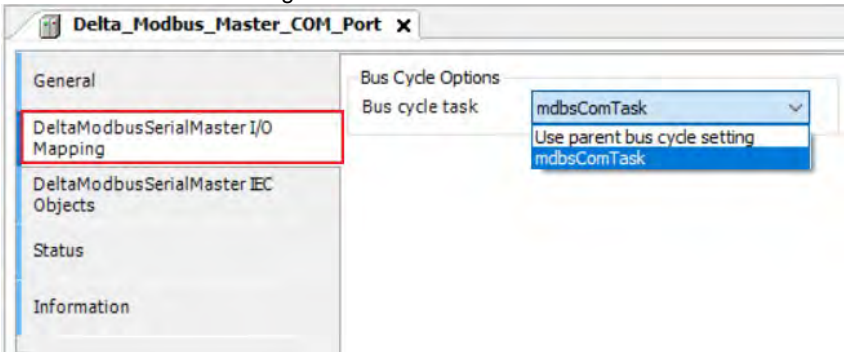 Delta_Modbus_Master_COM_Port X
General
DeltaModbusSerialMaster I/O
Mapping
DeltaModbusSerialMaster IEC
Objects
Status
Information
Bus Cycle Options
Bus cycle task mdbsComTask
Use parent bus cycle setting
mdbsComTask